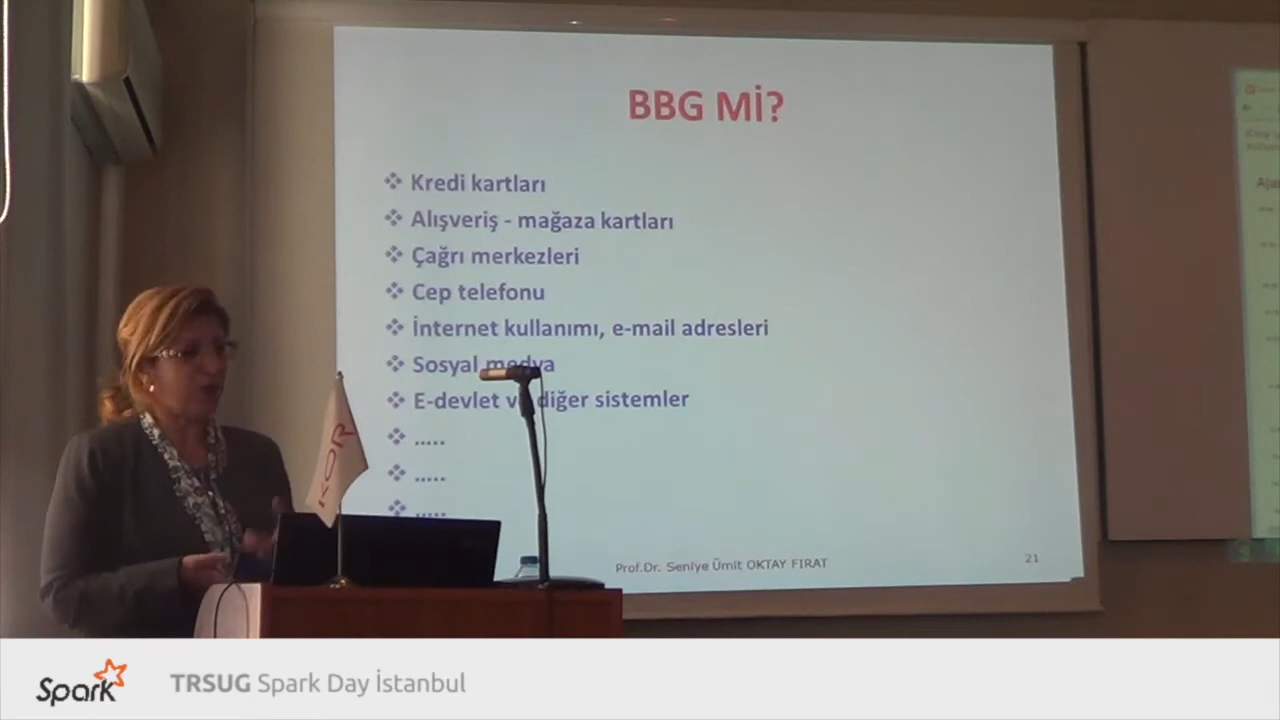 BBG Mİ?
❖ Kredi kartları
❖ Alışveriş - mağaza kartları
❖ Çağrı merkezleri
❖ Cep telefonu
❖ İnternet kullanımı, e-mail adresleri
❖ Sosyal medya
❖ E-devlet ve diğer sistemler
❖ .....
❖ .....
❖ .....
KOR
Prof.Dr. Seniye Ümit OKTAY FIRAT
21
Spark
TRSUG Spark Day İstanbul